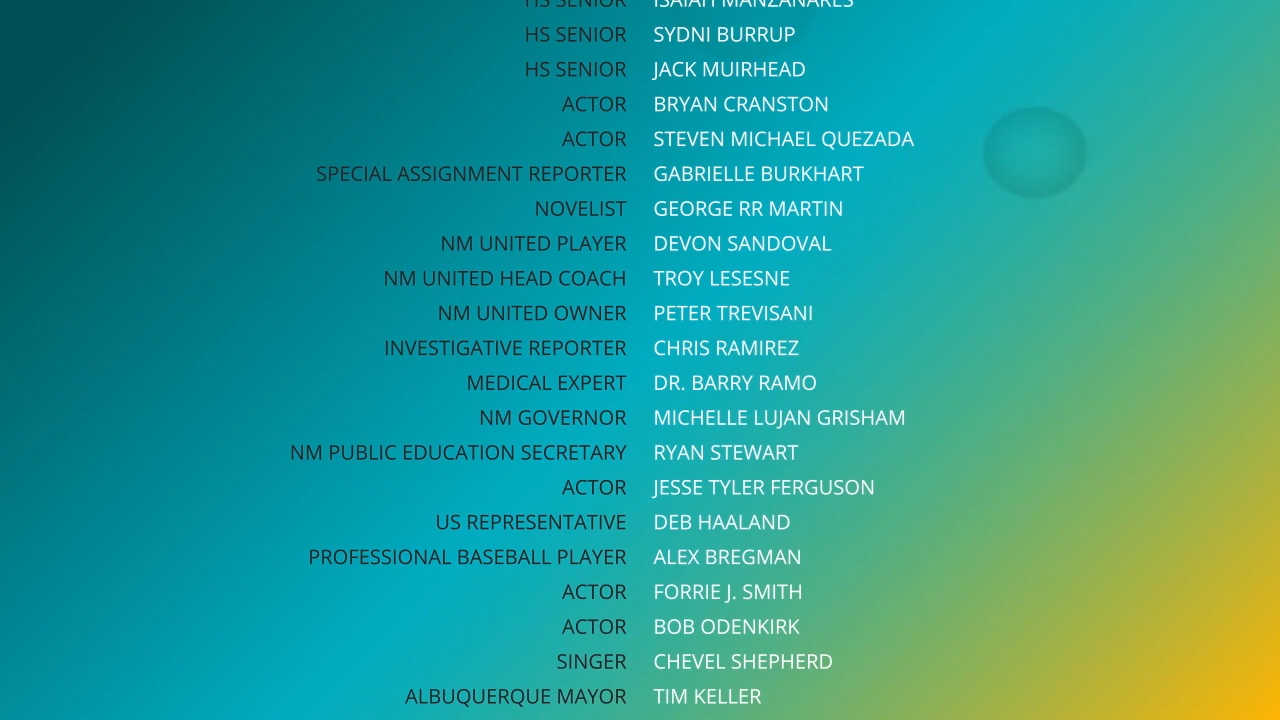 HS SENIOR ISAIAH MANZANARES
HS SENIOR SYDNI BURRUP
HS SENIOR JACK MUIRHEAD
ACTOR BRYAN CRANSTON
ACTOR STEVEN MICHAEL QUEZADA
SPECIAL ASSIGNMENT REPORTER GABRIELLE BURKHART
NOVELIST GEORGE RR MARTIN
NM UNITED PLAYER DEVON SANDOVAL
NM UNITED HEAD COACH TROY LESESNE
NM UNITED OWNER PETER TREVISANI
INVESTIGATIVE REPORTER CHRIS RAMIREZ
MEDICAL EXPERT DR. BARRY RAMO
NM GOVERNOR MICHELLE LUJAN GRISHAM
NM PUBLIC EDUCATION SECRETARY RYAN STEWART
ACTOR JESSE TYLER FERGUSON
US REPRESENTATIVE DEB HAALAND
PROFESSIONAL BASEBALL PLAYER ALEX BREGMAN
ACTOR FORRIE J. SMITH
ACTOR BOB ODENKIRK
SINGER CHEVEL SHEPHERD
ALBUQUERQUE MAYOR TIM KELLER